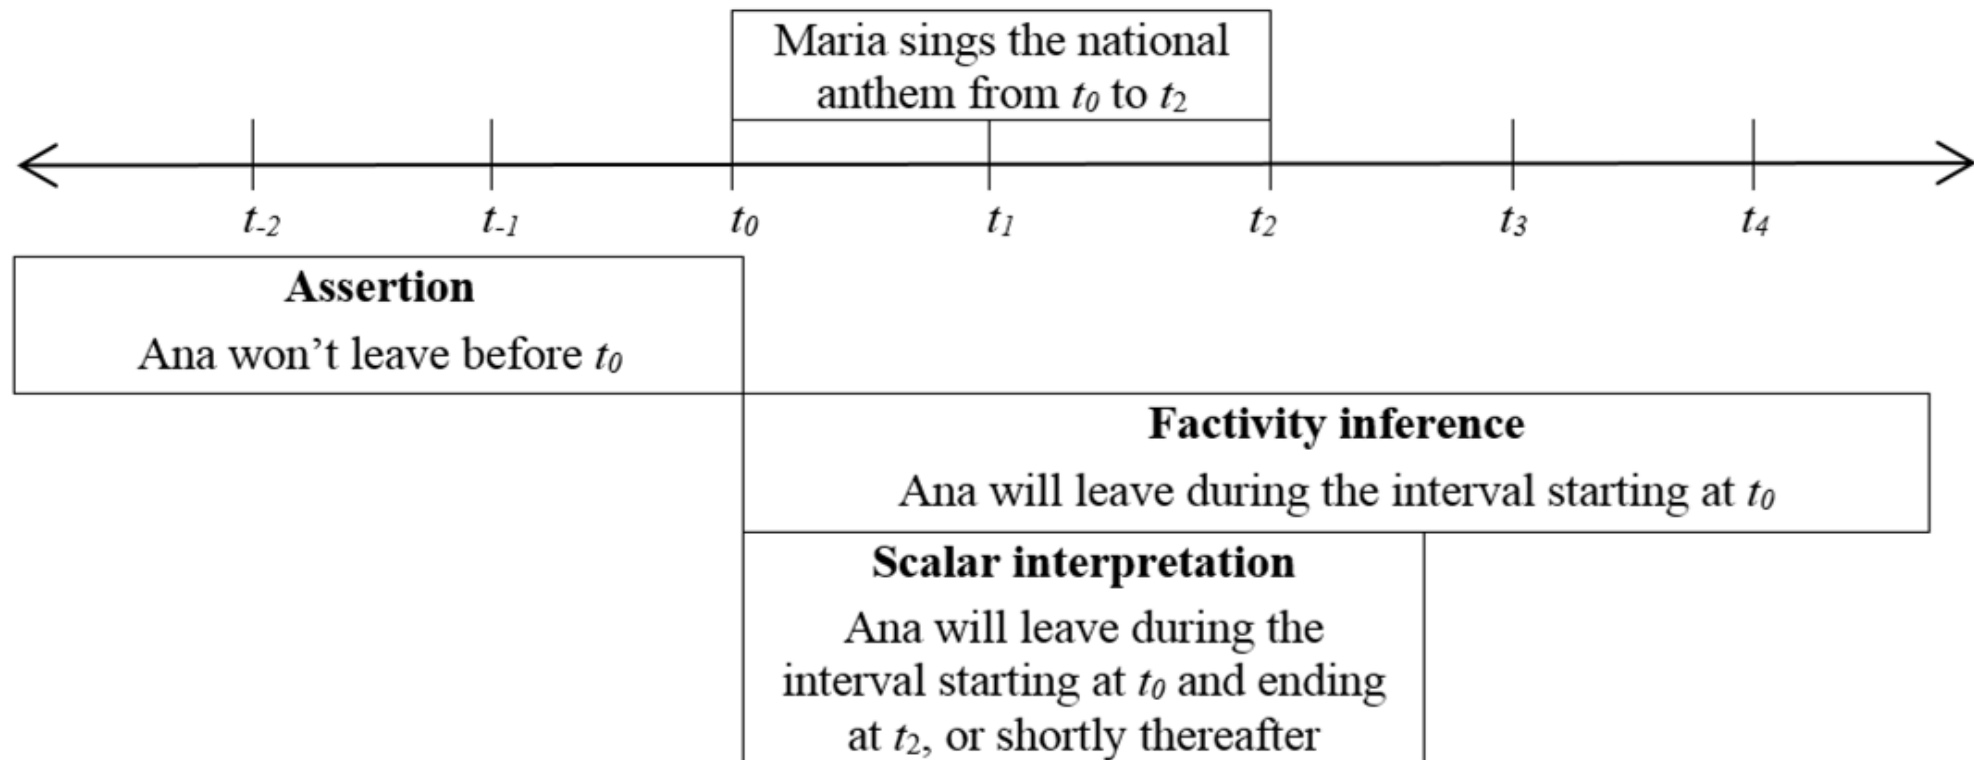 Maria sings the national
anthem from t0 to t2
t-2
t-1
t0
t1
t2
t3
t4
Assertion
Ana won’t leave before t0
Factivity inference
Ana will leave during the interval starting at t0
Scalar interpretation
Ana will leave during the
interval starting at t0 and ending
at t2, or shortly thereafter